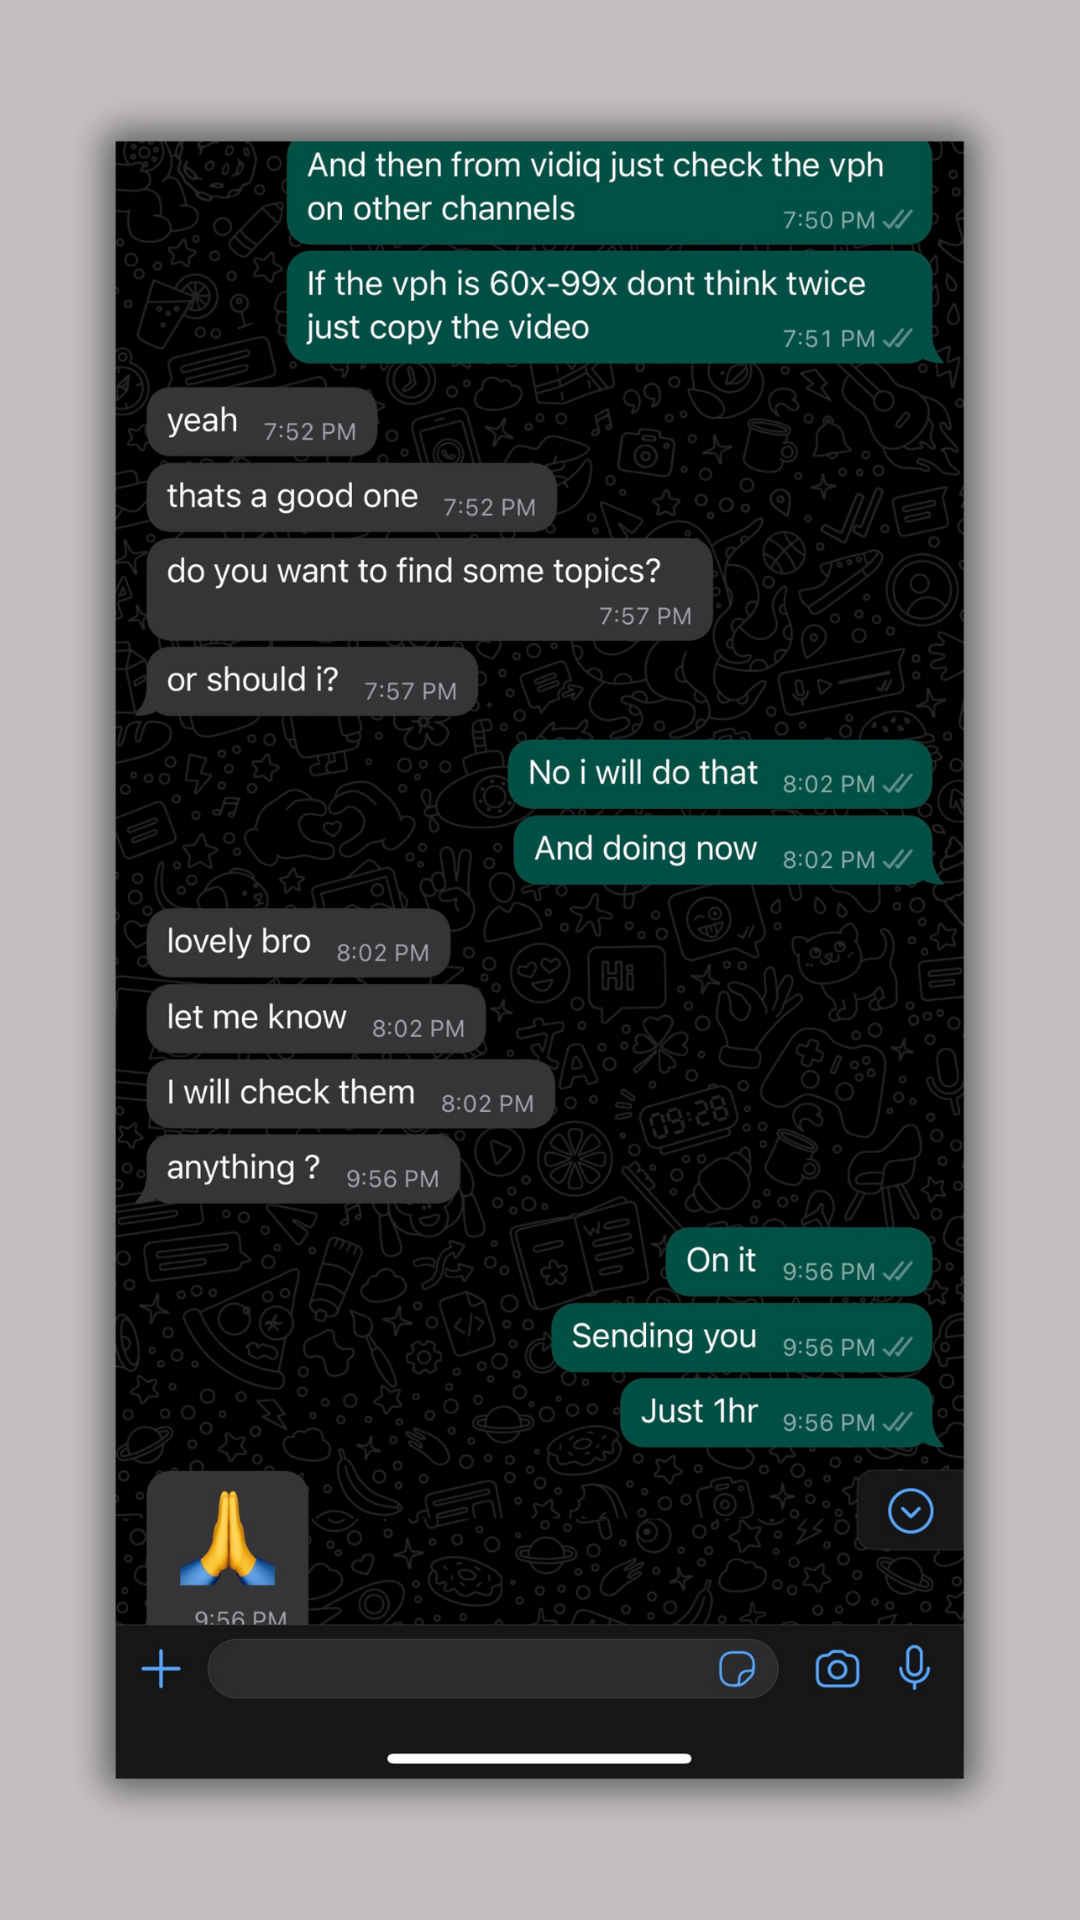 And then from vidiq just check the vph
on other channels
7:50 PM
If the vph is 60x-99x dont think twice
just copy the video
7:51 PM
yeah
7:52 PM
thats a good one
7:52 PM
do you want to find some topics?
7:57 PM
or should i?
7:57 PM
No i will do that
8:02 PM
And doing now
8:02 PM
lovely bro
8:02 PM
let me know
8:02 PM
I will check them
8:02 PM
anything ?
9:56 PM
On it
9:56 PM
Sending you
9:56 PM
Just 1hr
9:56 PM
9:56 PM
Hi
09:28